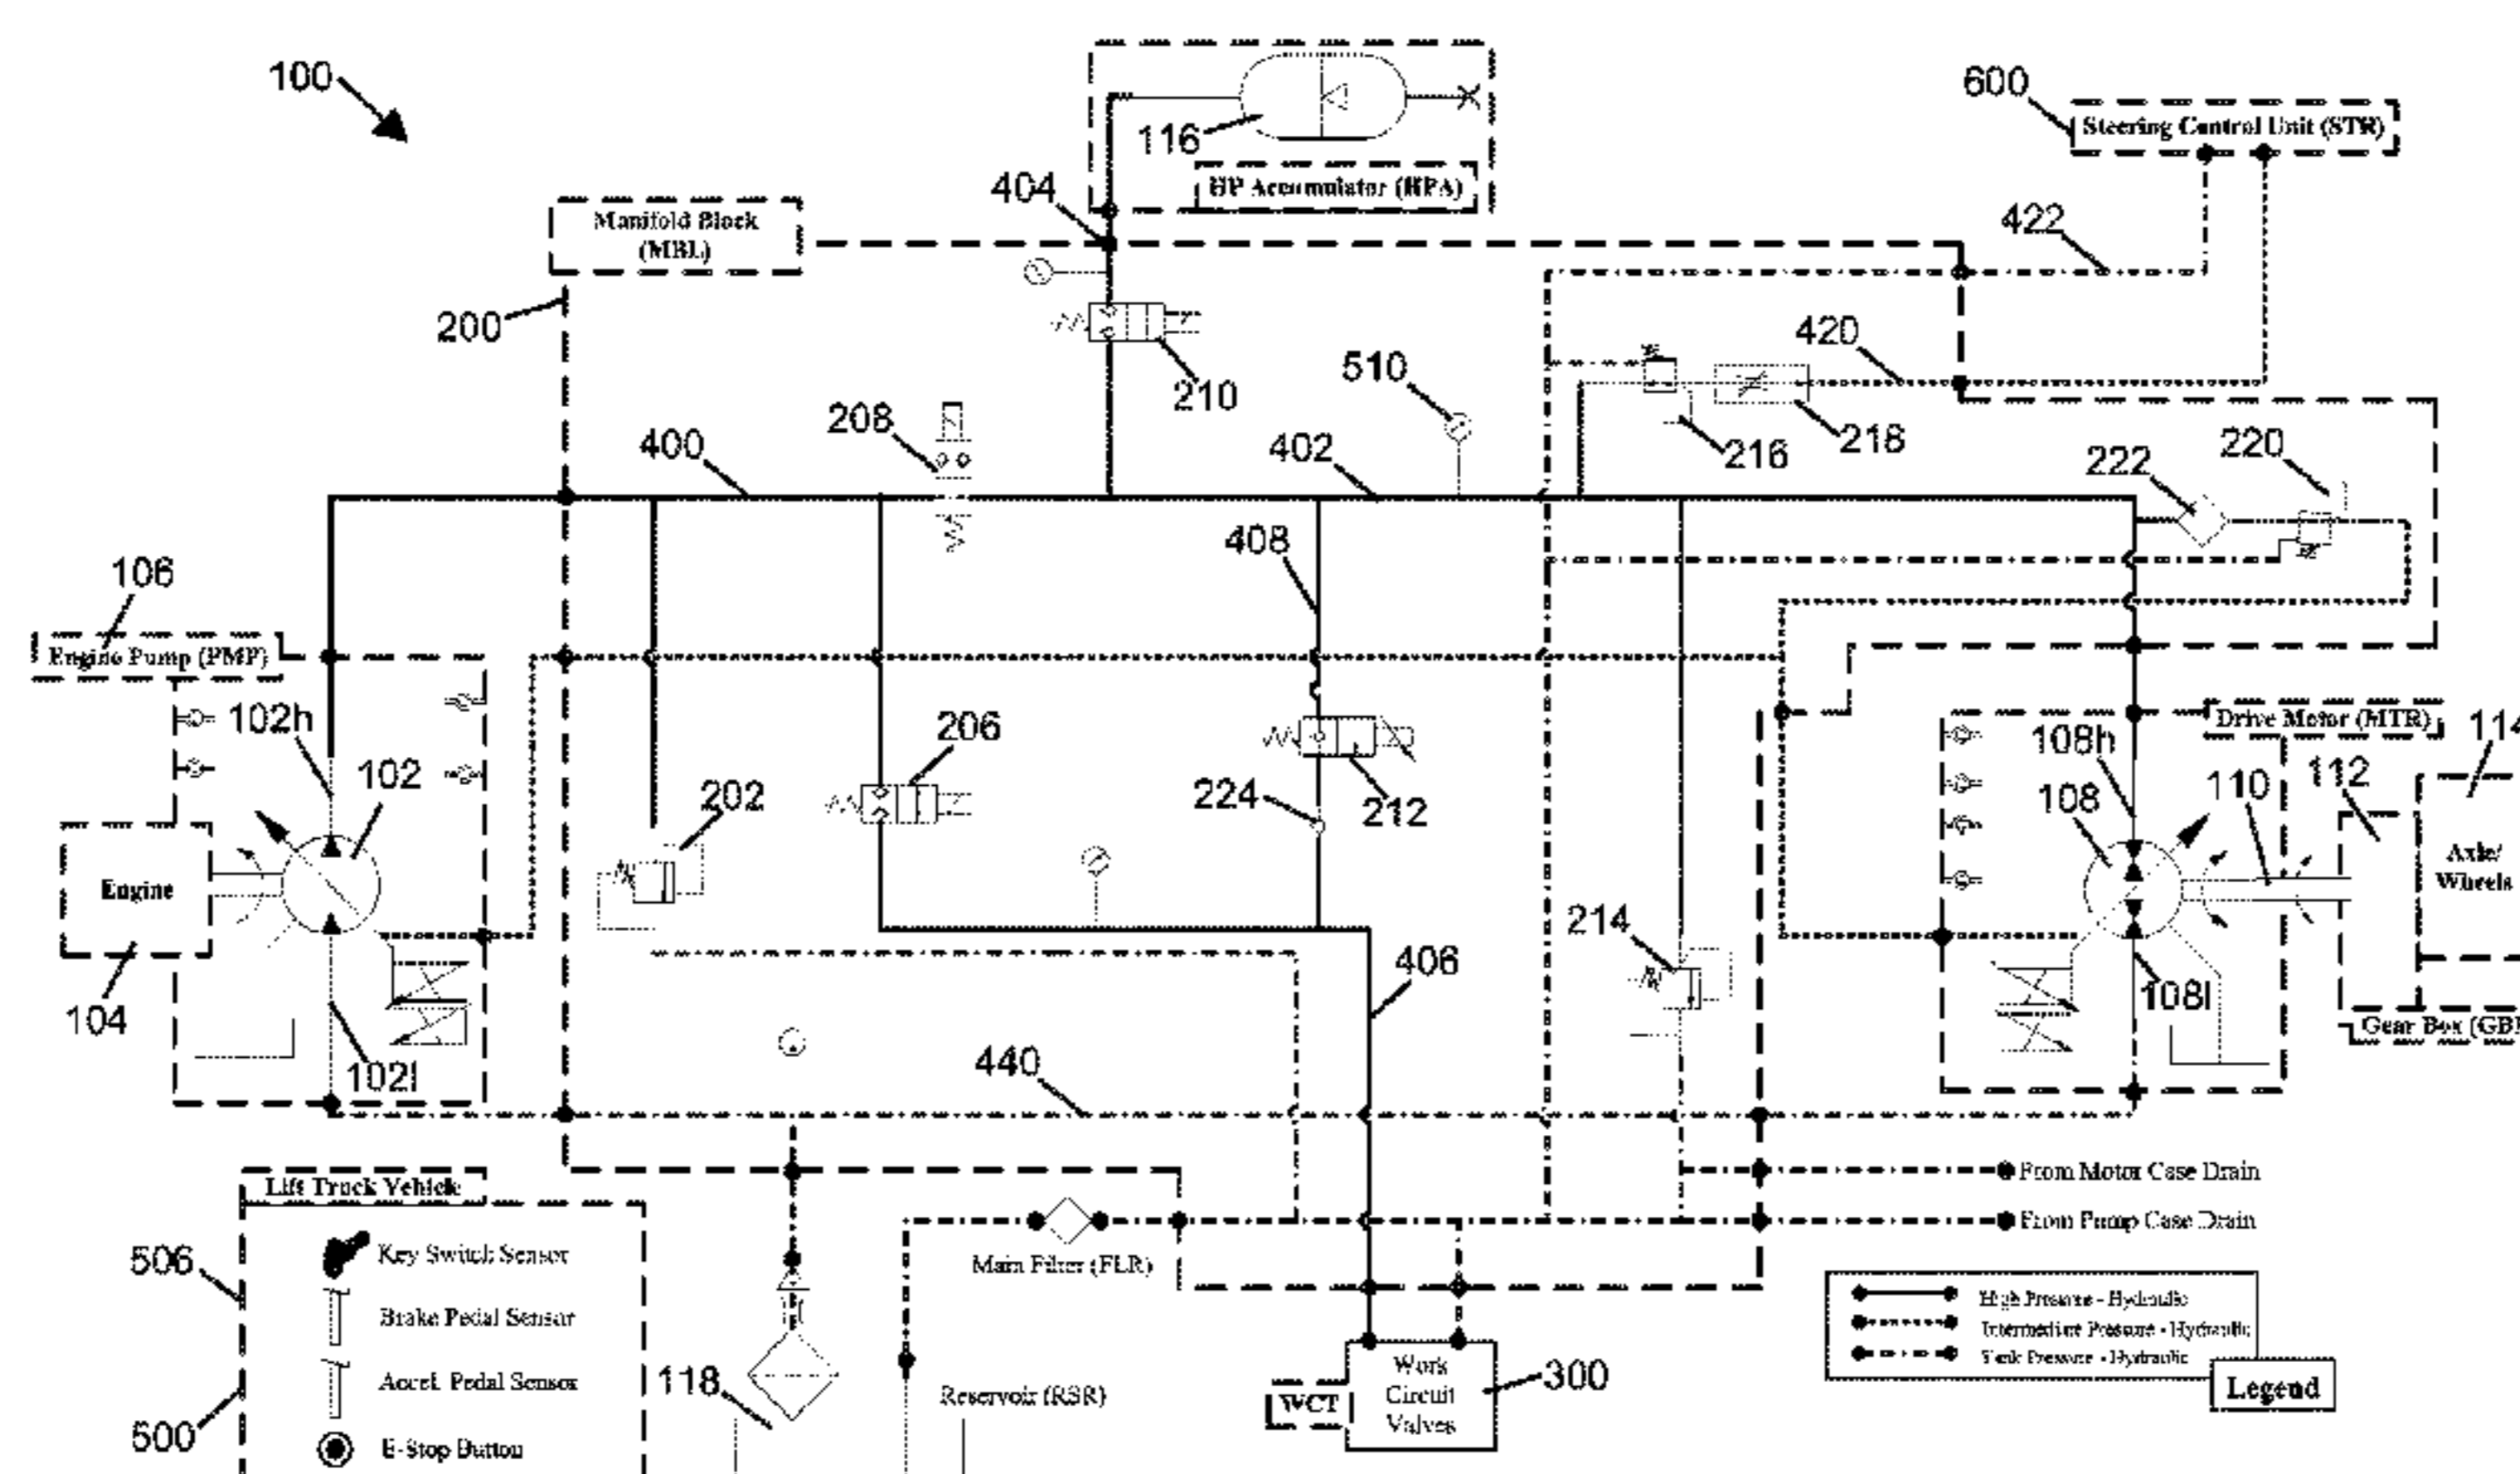 100
116
HP Accumulator (HPA)
600
Steering Control Unit (STR)
404
422
Manifold Block
(MBL)
200
210
510
420
216
218
208
400
402
222
220
408
106
Engine Pump (PMP)
102h
102
206
202
224
212
Drive Motor (MTR)
114
108h
108
110
112
Engine
104
Axle/
Wheels
214
406
108l
Gear Box (GB
102l
440
From Motor Case Drain
From Pump Case Drain
Lift Truck Vehicle
506
Key Switch Sensor
Main Filter (FLR)
Brake Pedal Sensor
High Pressure - Hydraulic
Intermediate Pressure - Hydraulic
Tank Pressure - Hydraulic
Legend
Accel. Pedal Sensor
118
Reservoir (RSR)
Work
Circuit
Valves
300
WCT
500
E-Stop Button